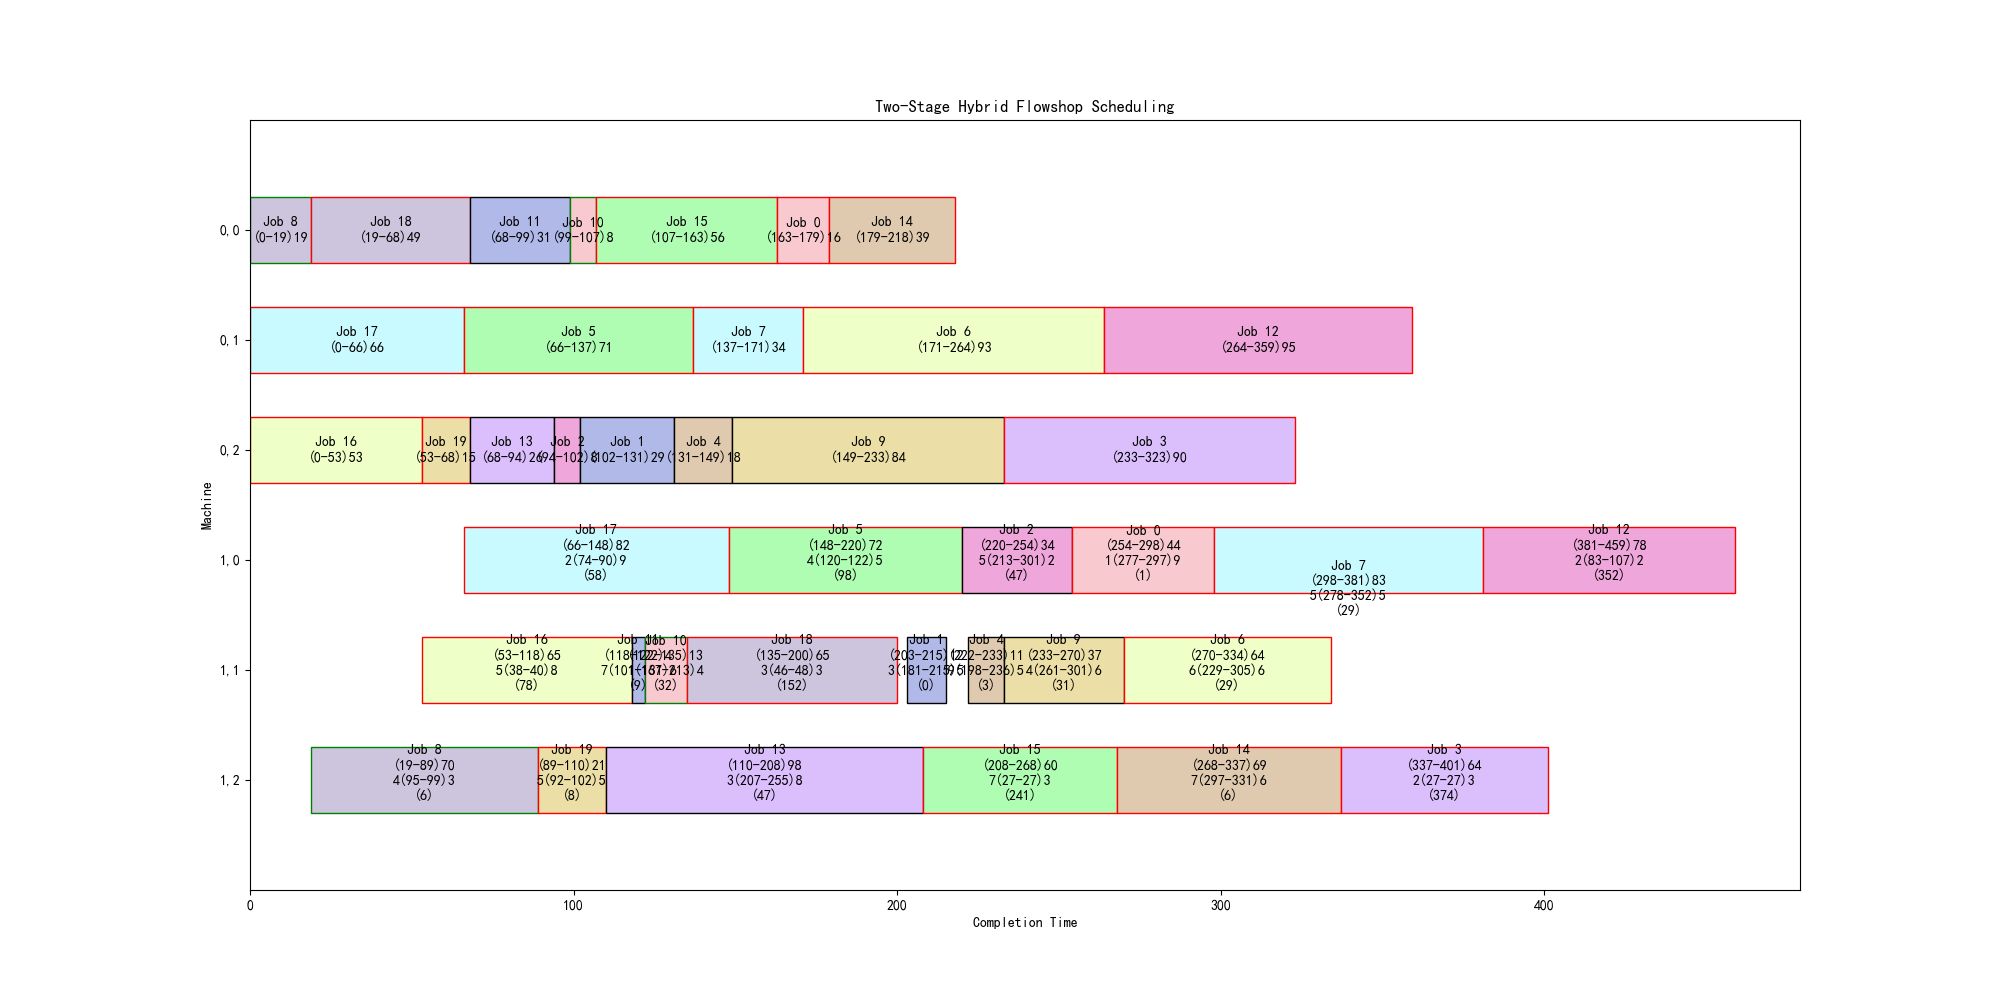 Two-Stage Hybrid Flowshop Scheduling
0,0
Job 8
(0-19)19
Job 18
(19-68)49
Job 11
(68-99)31
Job 10
(99-107)8
Job 15
(107-163)56
Job 0
(163-179)16
Job 14
(179-218)39
0,1
Job 17
(0-66)66
Job 5
(66-137)71
Job 7
(137-171)34
Job 6
(171-264)93
Job 12
(264-359)95
0,2
Job 16
(0-53)53
Job 19
(53-68)15
Job 13
(68-94)26
Job 2
(94-102)8
Job 1
(102-131)29
Job 4
(131-149)18
Job 9
(149-233)84
Job 3
(233-323)90
1,0
Job 17
(66-148)82
2(74-90)9
(58)
Job 5
(148-220)72
4(120-122)5
(98)
Job 2
(220-254)34
5(213-301)2
(47)
Job 0
(254-298)44
1(277-297)9
(1)
Job 7
(298-381)83
5(278-352)5
(29)
Job 12
(381-459)78
2(83-107)2
(352)
1,1
Job 16
(53-118)65
5(38-40)8
(78)
Job 11
(118-122)4
(9)
Job 10
(122-135)13
(32)
Job 18
(135-200)65
3(46-48)3
(152)
Job 1
(203-215)12
3(181-215)5
(0)
Job 4
(222-233)11
(198-236)5
(3)
Job 9
(233-270)37
4(261-301)6
(31)
Job 6
(270-334)64
6(229-305)6
(29)
1,2
Job 8
(19-89)70
4(95-99)3
(6)
Job 19
(89-110)21
5(92-102)5
(8)
Job 13
(110-208)98
3(207-255)8
(47)
Job 15
(208-268)60
7(27-27)3
(241)
Job 14
(268-337)69
7(297-331)6
(6)
Job 3
(337-401)64
2(27-27)3
(374)
Machine
0
100
200
300
400
Completion Time